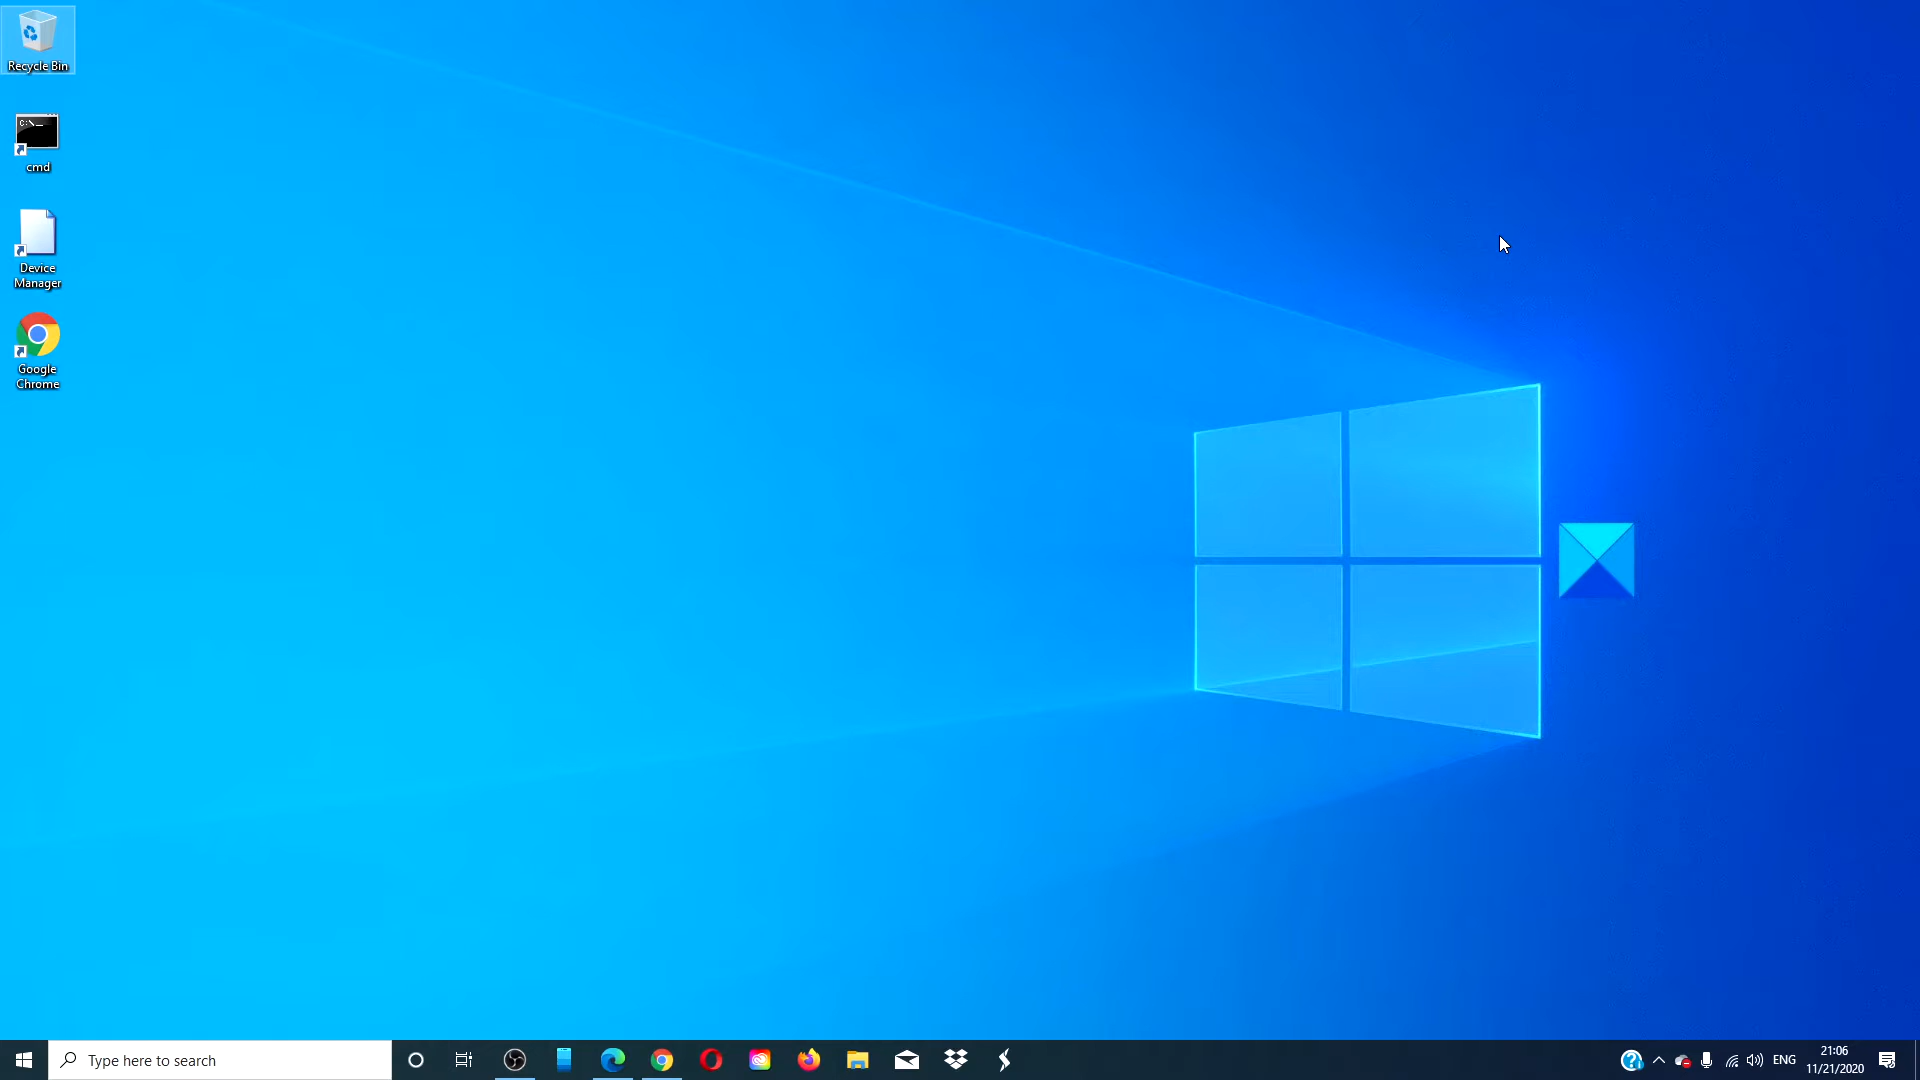 Recycle Bin
C:\._
cmd
Device
Manager
Google
Chrome
Type here to search
ENG
21:06
11/21/2020